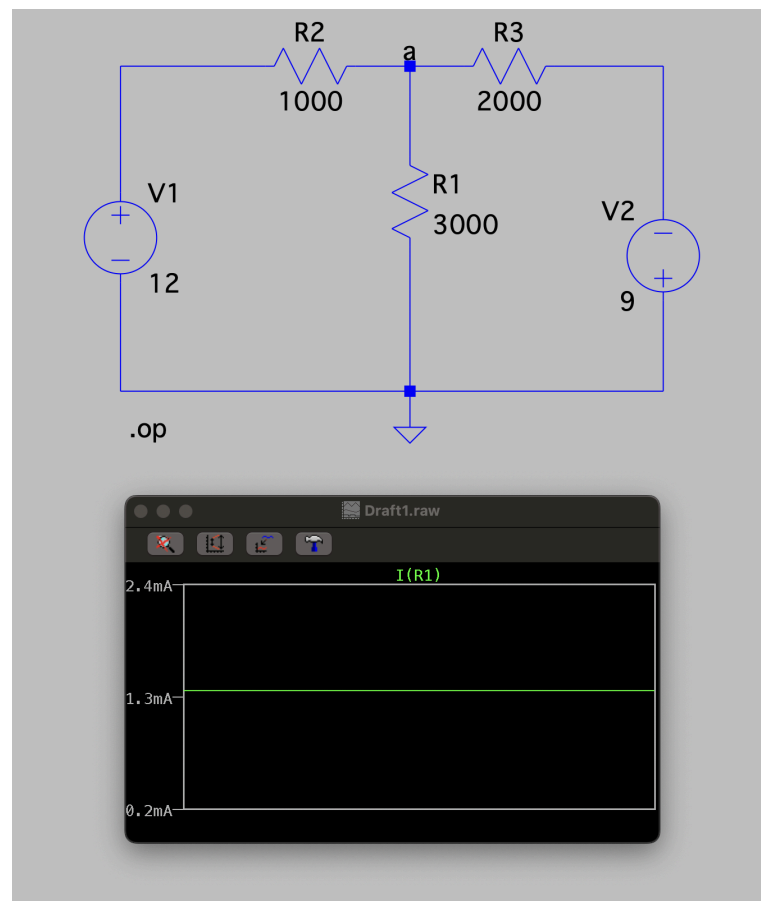 R2
a
R3
1000
2000
V1
R1
V2
3000
12
9
.op
Draft1.raw
I(R1)
2.4mA
1.3mA
0.2mA